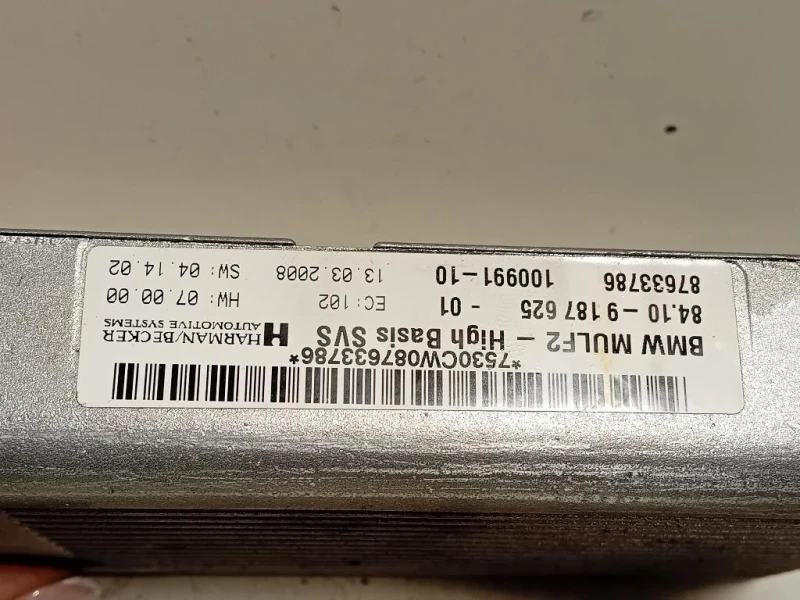 *7530CW087633786*
BMW MULF2 - High Basis SVS
HARMAN/BECKER
AUTOMOTIVE SYSTEMS
84.10 - 9 187 625 - 01 EC:102 HW: 07.00.00
87633786 100991-10 13.03.2008 SW: 04.14.02